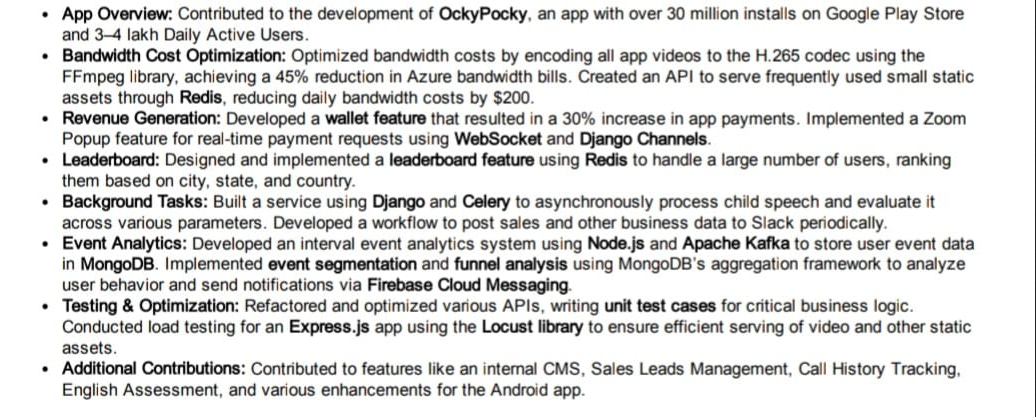 • App Overview: Contributed to the development of OckyPocky, an app with over 30 million installs on Google Play Store
and 3–4 lakh Daily Active Users.
• Bandwidth Cost Optimization: Optimized bandwidth costs by encoding all app videos to the H.265 codec using the
FFmpeg library, achieving a 45% reduction in Azure bandwidth bills. Created an API to serve frequently used small static
assets through Redis, reducing daily bandwidth costs by $200.
• Revenue Generation: Developed a wallet feature that resulted in a 30% increase in app payments. Implemented a Zoom
Popup feature for real-time payment requests using WebSocket and Django Channels.
• Leaderboard: Designed and implemented a leaderboard feature using Redis to handle a large number of users, ranking
them based on city, state, and country.
• Background Tasks: Built a service using Django and Celery to asynchronously process child speech and evaluate it
across various parameters. Developed a workflow to post sales and other business data to Slack periodically.
• Event Analytics: Developed an interval event analytics system using Node.js and Apache Kafka to store user event data
in MongoDB. Implemented event segmentation and funnel analysis using MongoDB's aggregation framework to analyze
user behavior and send notifications via Firebase Cloud Messaging.
• Testing & Optimization: Refactored and optimized various APIs, writing unit test cases for critical business logic.
Conducted load testing for an Express.js app using the Locust library to ensure efficient serving of video and other static
assets.
• Additional Contributions: Contributed to features like an internal CMS, Sales Leads Management, Call History Tracking,
English Assessment, and various enhancements for the Android app.